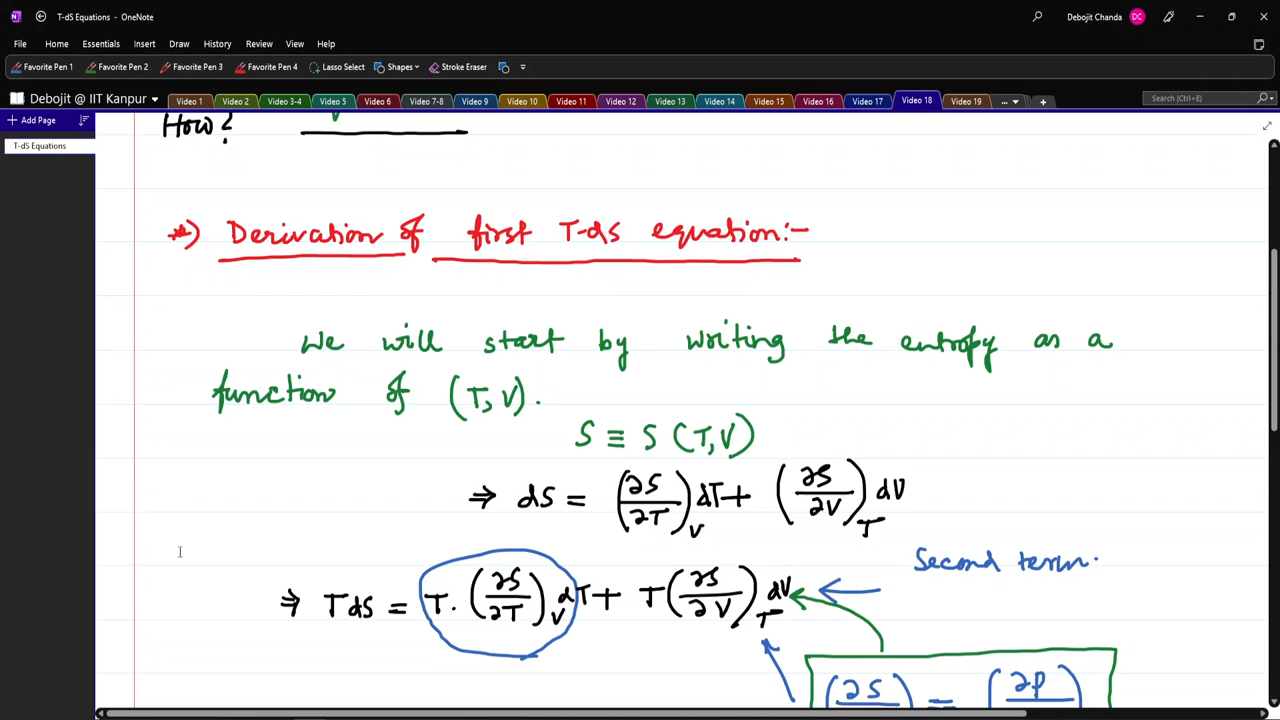 T-dS Equations - OneNote
Debojit Chanda DC
File Home Essentials Insert Draw History Review View Help
Favorite Pen 1 Favorite Pen 2 Favorite Pen 3 Favorite Pen 4 Lasso Select Shapes Stroke Eraser
Debojit @ IIT Kanpur Video 1 Video 2 Video 3-4 Video 5 Video 6 Video 7-8 Video 9 Video 10 Video 11 Video 12 Video 13 Video 14 Video 15 Video 16 Video 17 Video 18 Video 19 ... + Search (Ctrl+E)
+ Add Page
T-dS Equations
How?
*) Derivation of first T-ds equation:-
We will start by writing the entropy as a
function of (T, V).
S ≡ S (T,V)
⇒ dS = (∂S/∂T)_V dT + (∂S/∂V)_T dV
Second term.
⇒ TdS = T. (∂S/∂T)_V dT + T(∂S/∂V)_T dV
(∂S = (∂P